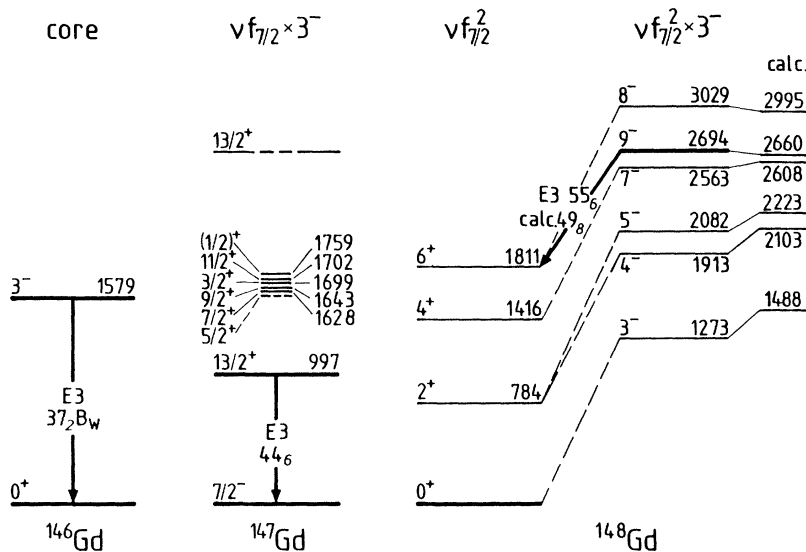 core
νf7/2 × 3⁻
νf²7/2
νf²7/2 × 3⁻
calc.
3⁻ 1579
E3
37₂B_W
0⁺
¹⁴⁶Gd
13/2⁺
(1/2)⁺ 1759
11/2⁺ 1702
3/2⁺ 1699
9/2⁺ 1643
7/2⁺ 1628
5/2⁺
13/2⁺ 997
E3
44₆
7/2⁻
¹⁴⁷Gd
8⁻ 3029 2995
9⁻ 2694 2660
7⁻ 2563 2608
E3 55₆
calc.49₈
5⁻ 2082 2223
6⁺ 1811
4⁻ 1913 2103
4⁺ 1416
3⁻ 1273 1488
2⁺ 784
0⁺
¹⁴⁸Gd